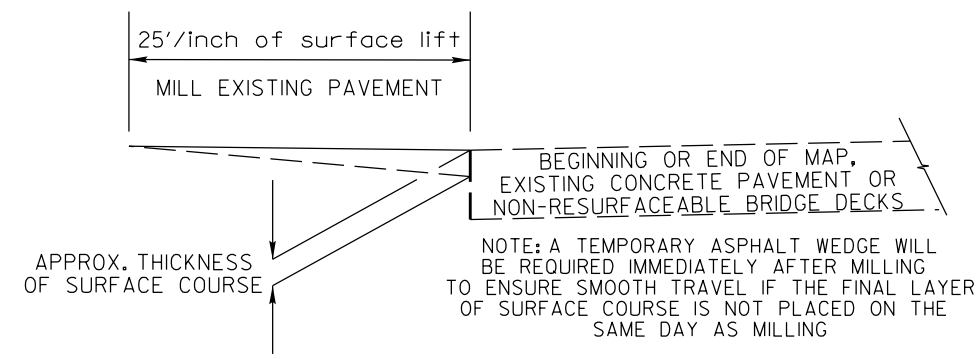 25'/inch of surface lift
MILL EXISTING PAVEMENT
BEGINNING OR END OF MAP,
EXISTING CONCRETE PAVEMENT OR
NON-RESURFACEABLE BRIDGE DECKS
APPROX. THICKNESS
OF SURFACE COURSE
NOTE: A TEMPORARY ASPHALT WEDGE WILL
BE REQUIRED IMMEDIATELY AFTER MILLING
TO ENSURE SMOOTH TRAVEL IF THE FINAL LAYER
OF SURFACE COURSE IS NOT PLACED ON THE
SAME DAY AS MILLING